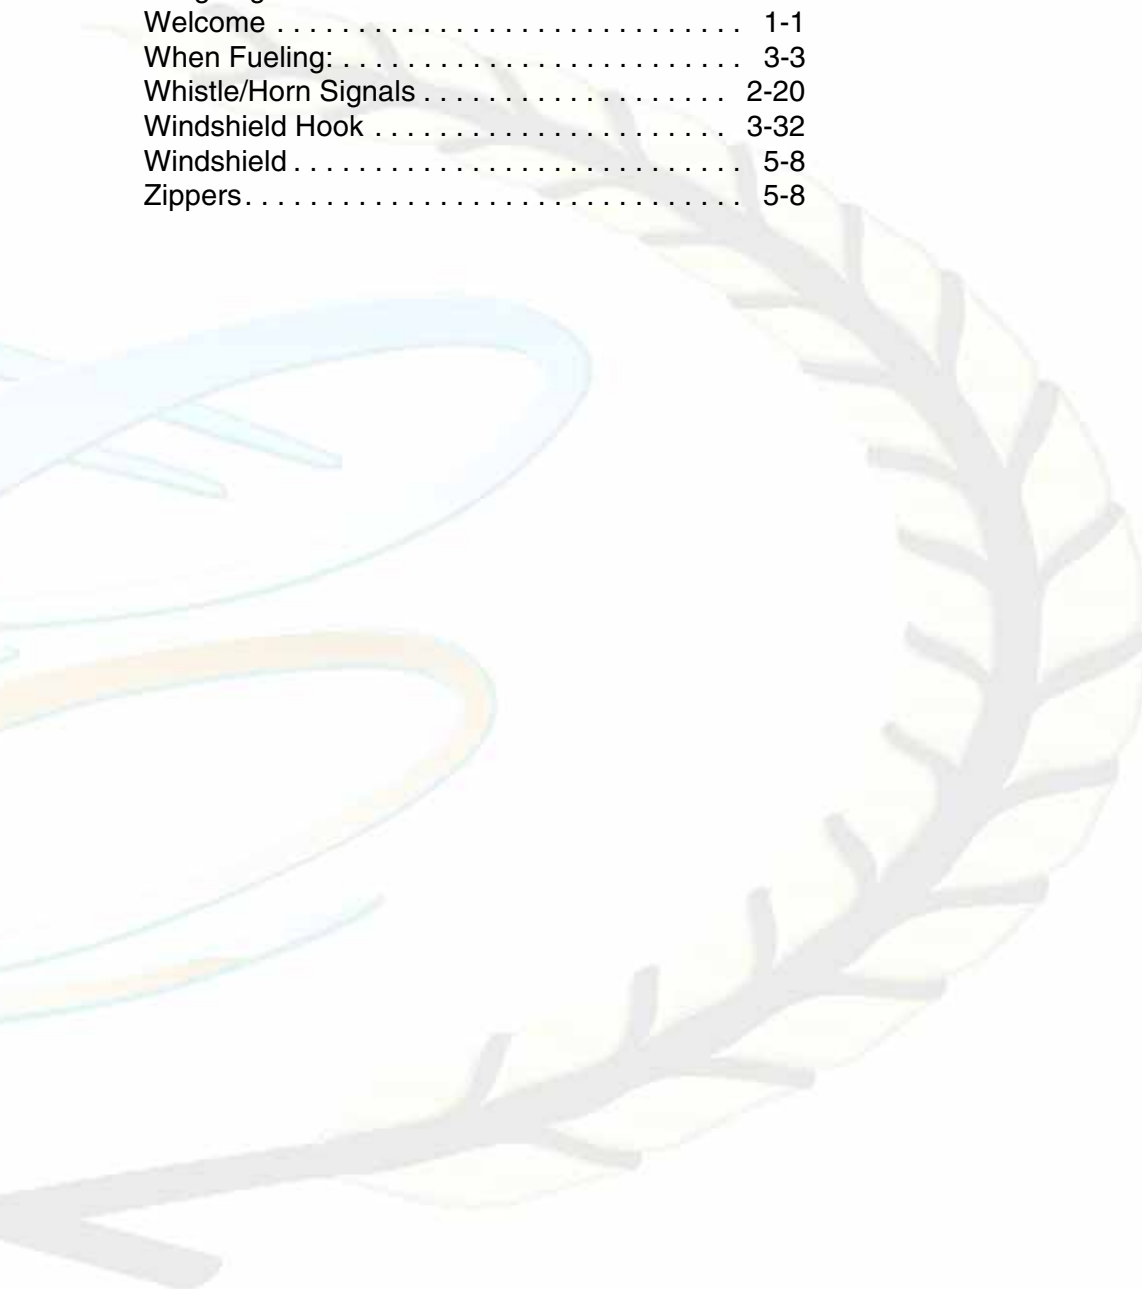 Welcome . . . . . . . . . . . . . . . . . . . . . . . . . . . . . 1-1
When Fueling: . . . . . . . . . . . . . . . . . . . . . . . . . 3-3
Whistle/Horn Signals . . . . . . . . . . . . . . . . . . . 2-20
Windshield Hook . . . . . . . . . . . . . . . . . . . . . . 3-32
Windshield . . . . . . . . . . . . . . . . . . . . . . . . . . . . 5-8
Zippers. . . . . . . . . . . . . . . . . . . . . . . . . . . . . . . 5-8